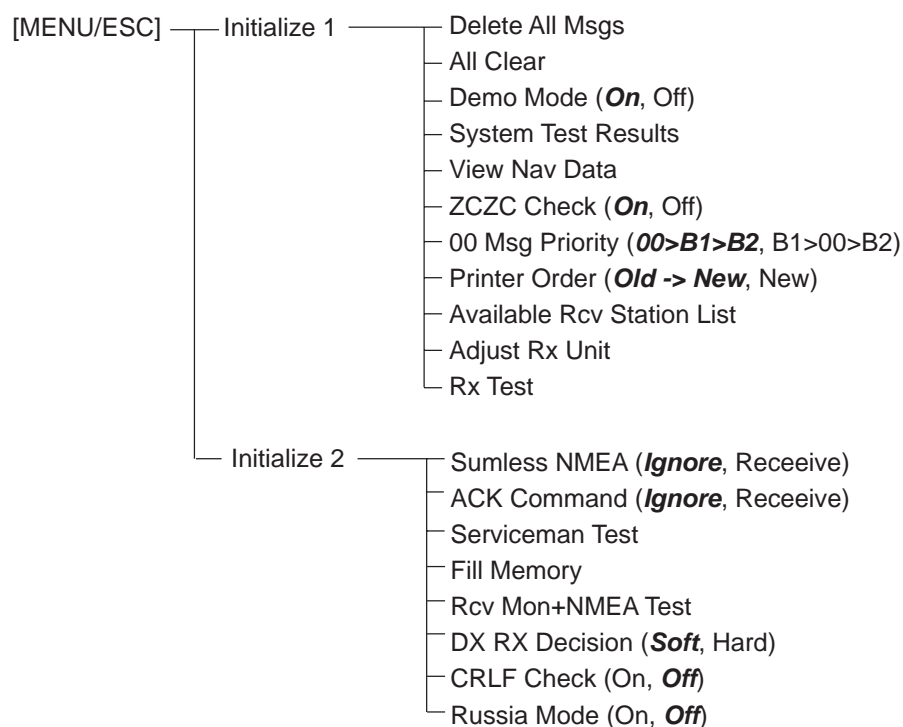 [MENU/ESC] Initialize 1 Delete All Msgs
All Clear
Demo Mode (On, Off)
System Test Results
View Nav Data
ZCZC Check (On, Off)
00 Msg Priority (00>B1>B2, B1>00>B2)
Printer Order (Old -> New, New)
Available Rcv Station List
Adjust Rx Unit
Rx Test
Initialize 2 Sumless NMEA (Ignore, Receeive)
ACK Command (Ignore, Receeive)
Serviceman Test
Fill Memory
Rcv Mon+NMEA Test
DX RX Decision (Soft, Hard)
CRLF Check (On, Off)
Russia Mode (On, Off)